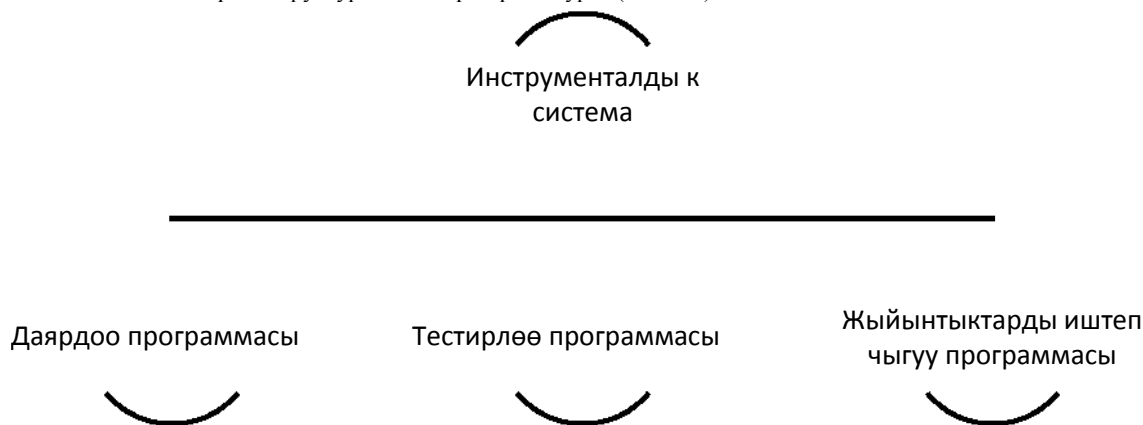 Инструменталды к
система
Даярдоо программасы
Тестирлөө программасы
Жыйынтыктарды иштеп
чыгуу программасы